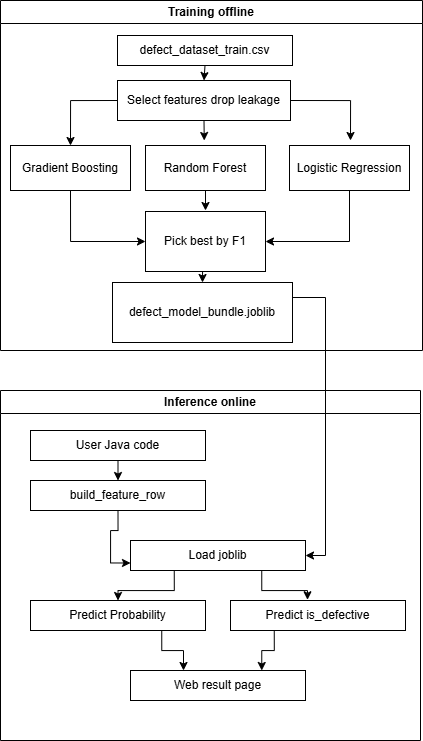 Training offline
defect_dataset_train.csv
Select features drop leakage
Gradient Boosting
Random Forest
Logistic Regression
Pick best by F1
defect_model_bundle.joblib
Inference online
User Java code
build_feature_row
Load joblib
Predict Probability
Predict is_defective
Web result page